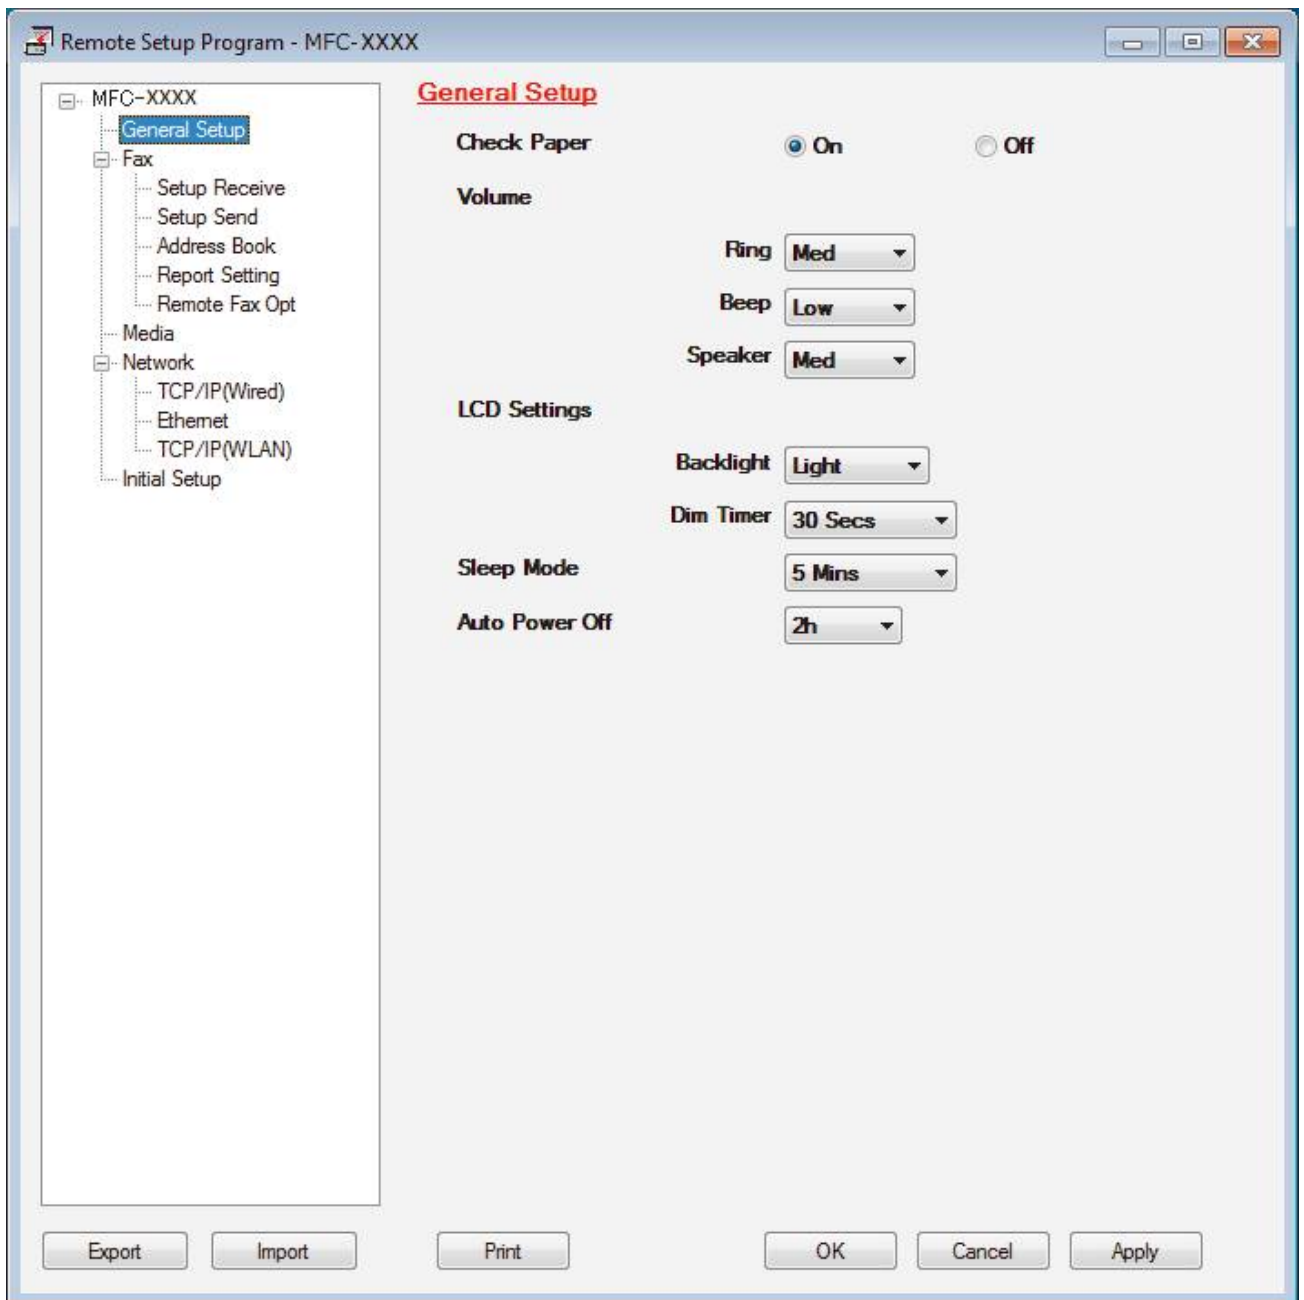 Remote Setup Program - MFC-XXXX
MFC-XXXX
General Setup
Fax
Setup Receive
Setup Send
Address Book
Report Setting
Remote Fax Opt
Media
Network
TCP/IP(Wired)
Ethernet
TCP/IP(WLAN)
Initial Setup
General Setup
Check Paper On Off
Volume
Ring Med
Beep Low
Speaker Med
LCD Settings
Backlight Light
Dim Timer 30 Secs
Sleep Mode 5 Mins
Auto Power Off 2h
Export Import Print OK Cancel Apply